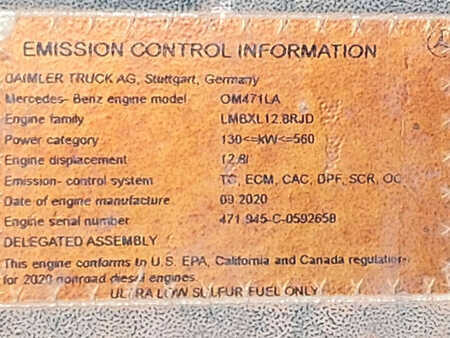 EMISSION CONTROL INFORMATION
DAIMLER TRUCK AG, Stuttgart, Germany
Mercedes- Benz engine model OM471LA
Engine family LMBXL12.8RJD
Power category 130<=kW<=560
Engine displacement 12.8l
Emission- control system TC, ECM, CAC, DPF, SCR, OC
Date of engine manufacture 09.2020
Engine serial number 471 945-C-0592658
DELEGATED ASSEMBLY
This engine conforms to U.S. EPA, California and Canada regulation-
for 2020 nonroad diesel engines.
ULTRA LOW SULFUR FUEL ONLY